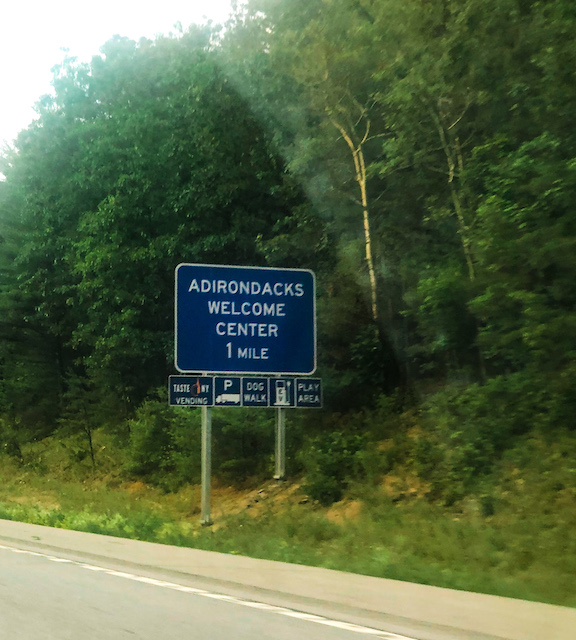 ADIRONDACKS
WELCOME
CENTER
1 MILE
TASTE NY
VENDING
P
DOG
WALK
PLAY
AREA